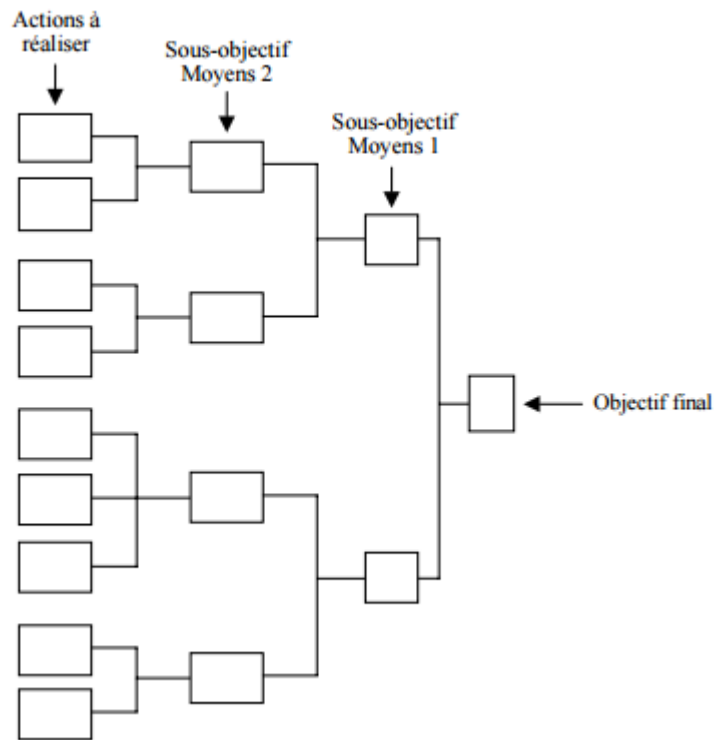 Actions à
réaliser
Sous-objectif
Moyens 2
Sous-objectif
Moyens 1
Objectif final